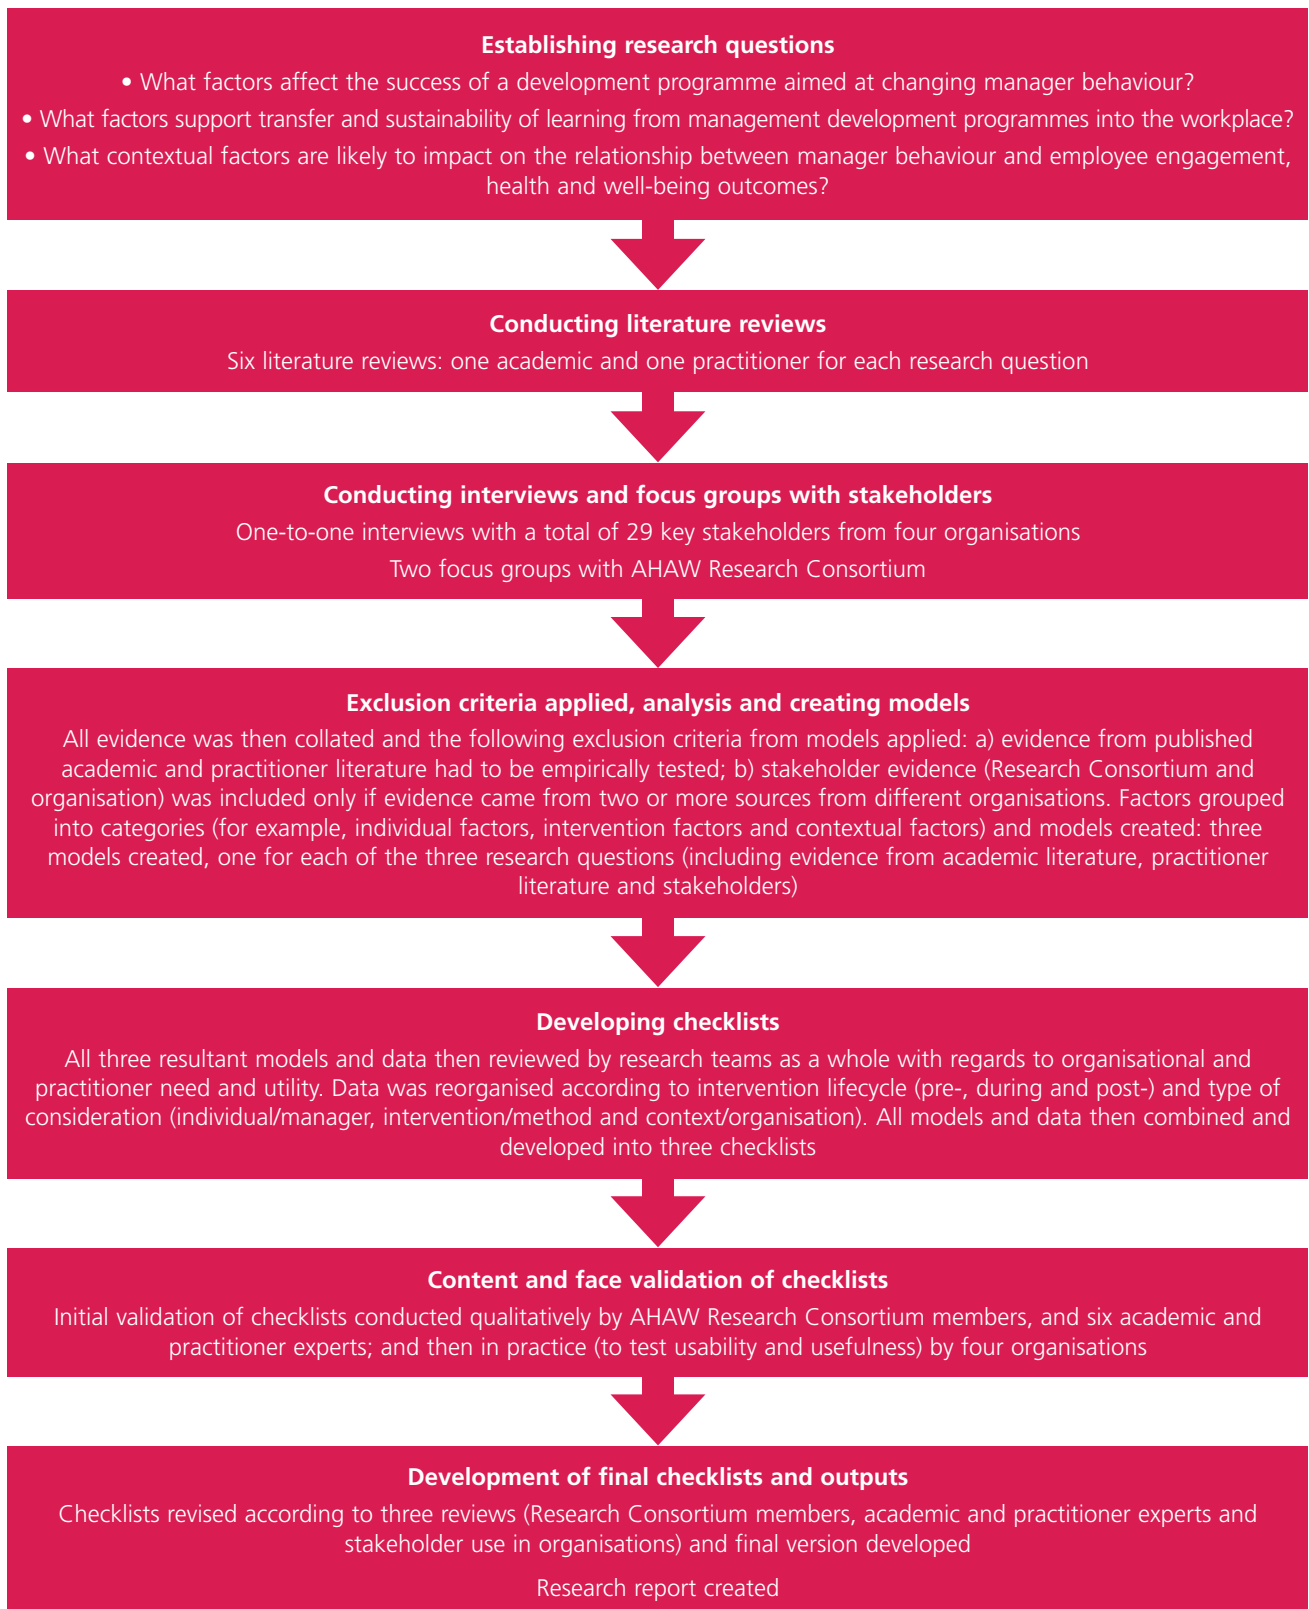 Establishing research questions
• What factors affect the success of a development programme aimed at changing manager behaviour?
• What factors support transfer and sustainability of learning from management development programmes into the workplace?
• What contextual factors are likely to impact on the relationship between manager behaviour and employee engagement,
health and well-being outcomes?
Conducting literature reviews
Six literature reviews: one academic and one practitioner for each research question
Conducting interviews and focus groups with stakeholders
One-to-one interviews with a total of 29 key stakeholders from four organisations
Two focus groups with AHAW Research Consortium
Exclusion criteria applied, analysis and creating models
All evidence was then collated and the following exclusion criteria from models applied: a) evidence from published
academic and practitioner literature had to be empirically tested; b) stakeholder evidence (Research Consortium and
organisation) was included only if evidence came from two or more sources from different organisations. Factors grouped
into categories (for example, individual factors, intervention factors and contextual factors) and models created: three
models created, one for each of the three research questions (including evidence from academic literature, practitioner
literature and stakeholders)
Developing checklists
All three resultant models and data then reviewed by research teams as a whole with regards to organisational and
practitioner need and utility. Data was reorganised according to intervention lifecycle (pre-, during and post-) and type of
consideration (individual/manager, intervention/method and context/organisation). All models and data then combined and
developed into three checklists
Content and face validation of checklists
Initial validation of checklists conducted qualitatively by AHAW Research Consortium members, and six academic and
practitioner experts; and then in practice (to test usability and usefulness) by four organisations
Development of final checklists and outputs
Checklists revised according to three reviews (Research Consortium members, academic and practitioner experts and
stakeholder use in organisations) and final version developed
Research report created